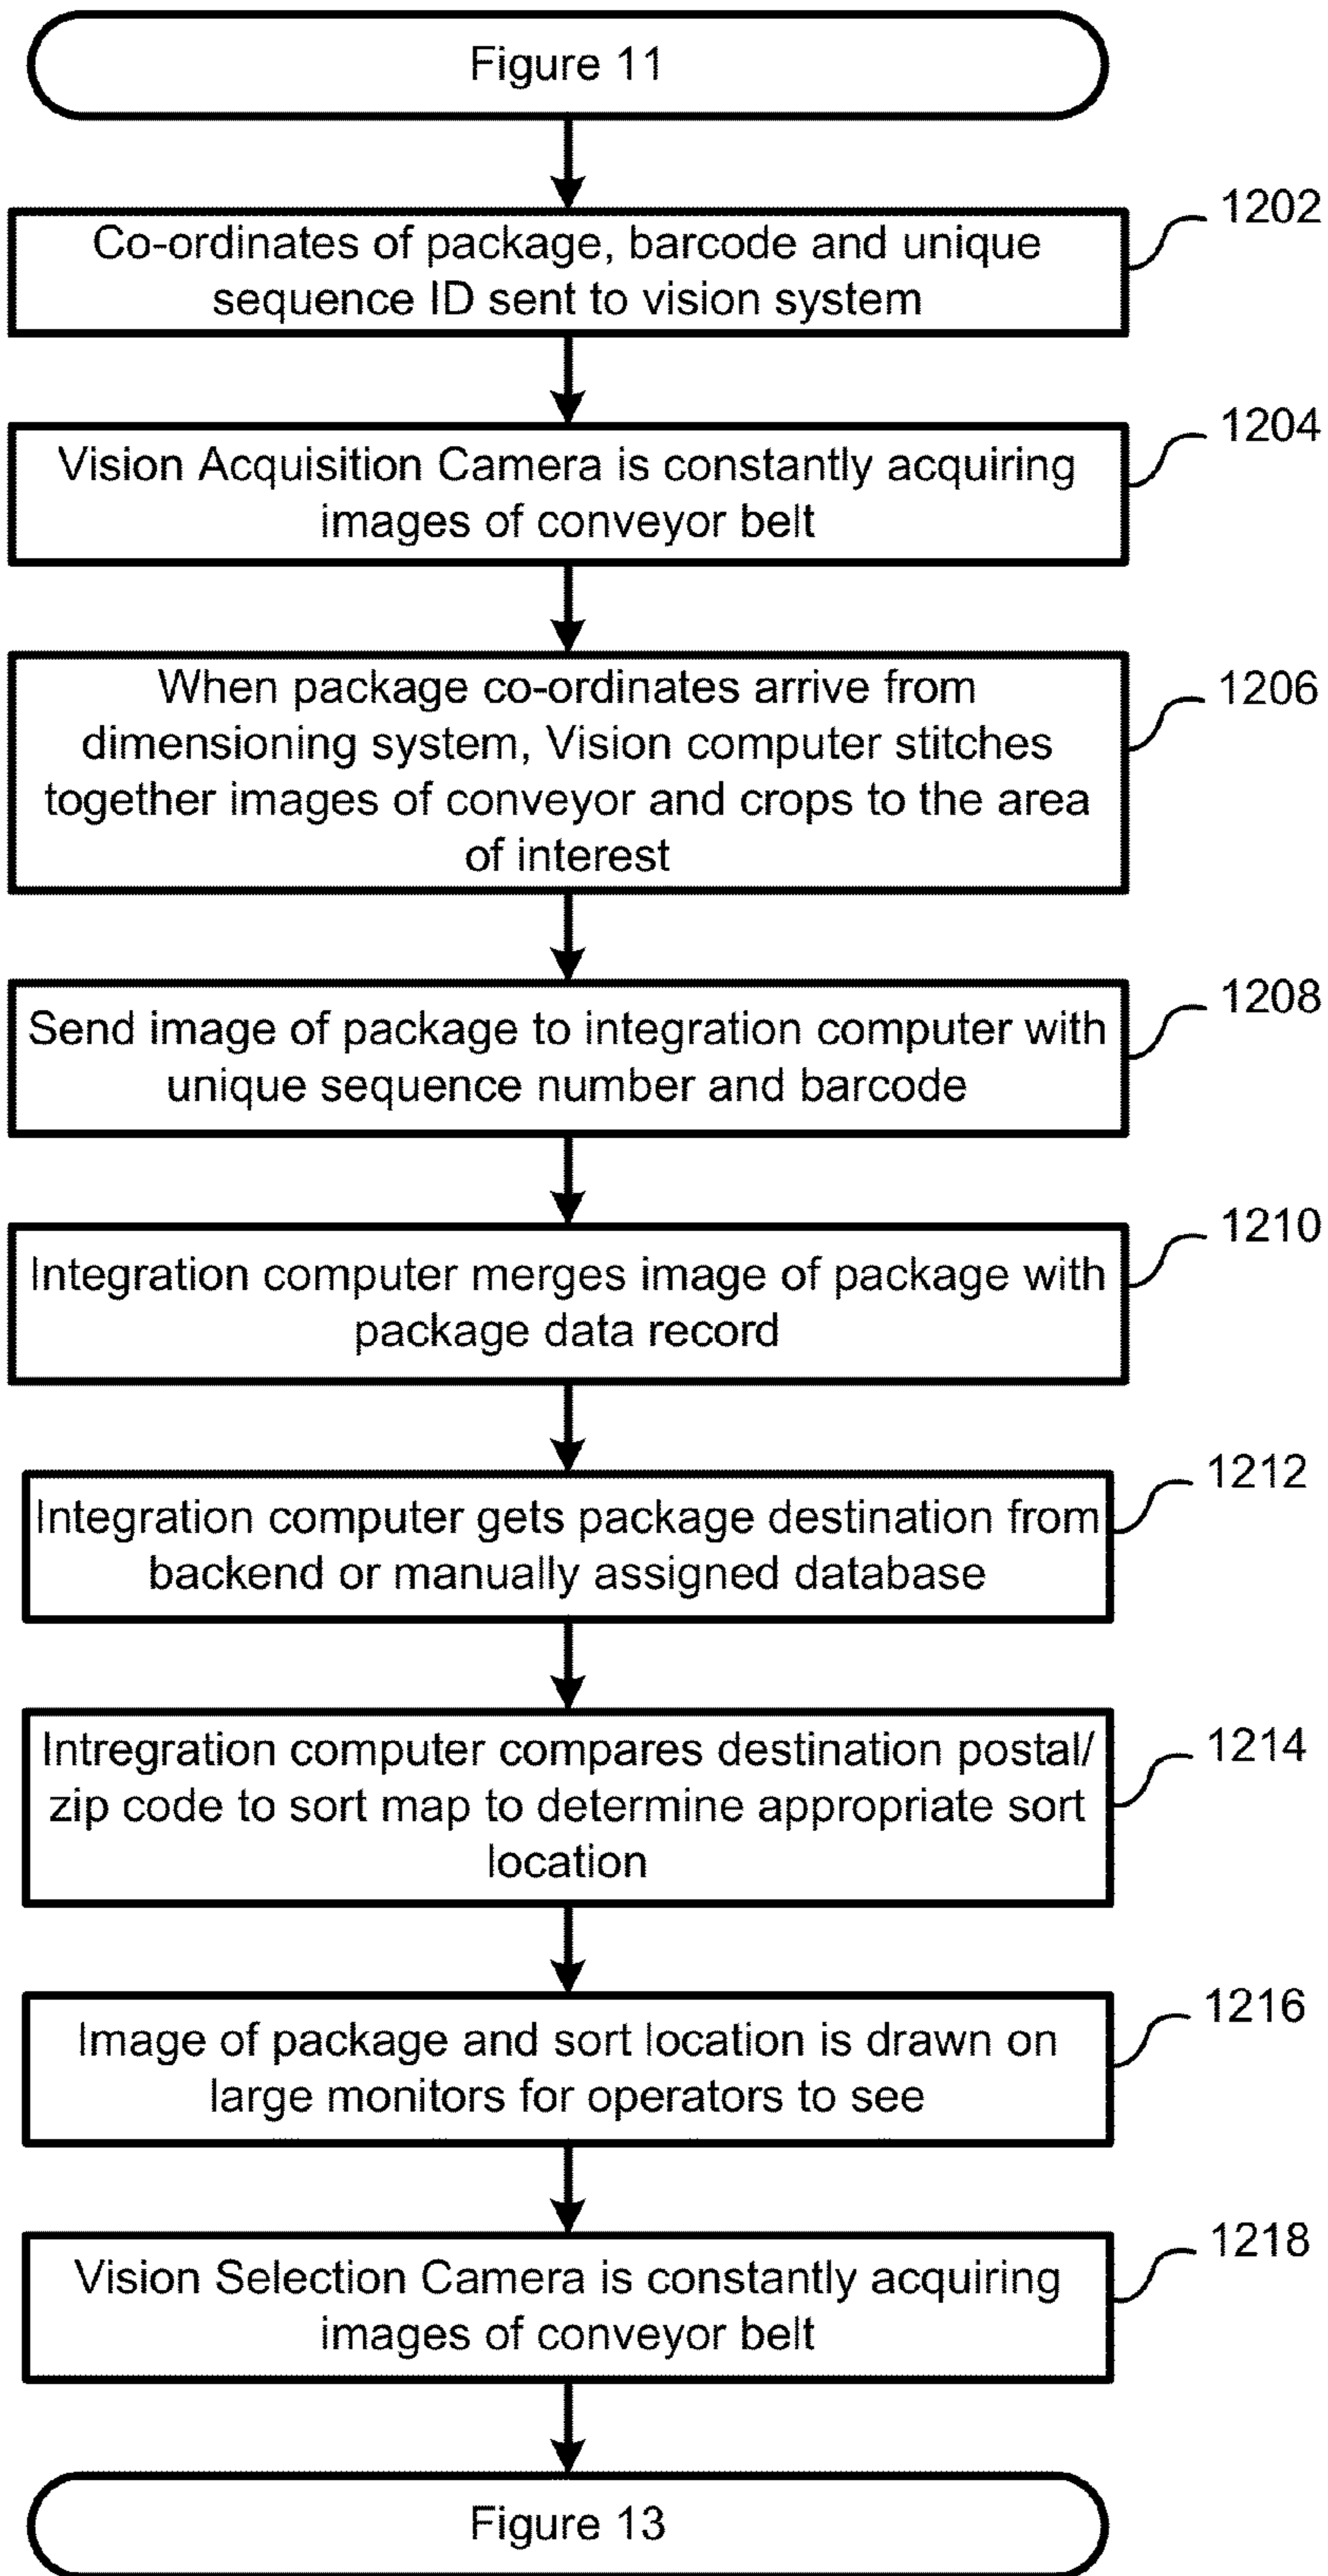 Figure 11
1202
Co-ordinates of package, barcode and unique
sequence ID sent to vision system
1204
Vision Acquisition Camera is constantly acquiring
images of conveyor belt
1206
When package co-ordinates arrive from
dimensioning system, Vision computer stitches
together images of conveyor and crops to the area
of interest
1208
Send image of package to integration computer with
unique sequence number and barcode
1210
Integration computer merges image of package with
package data record
1212
Integration computer gets package destination from
backend or manually assigned database
1214
Intregration computer compares destination postal/
zip code to sort map to determine appropriate sort
location
1216
Image of package and sort location is drawn on
large monitors for operators to see
1218
Vision Selection Camera is constantly acquiring
images of conveyor belt
Figure 13